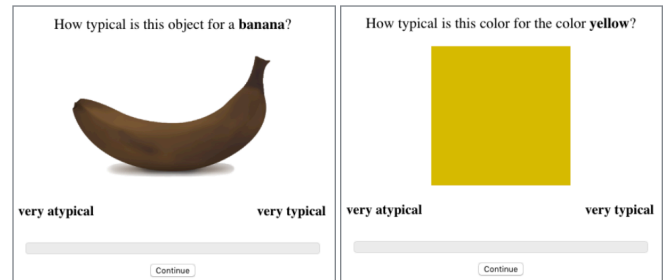 How typical is this object for a banana?
very atypical
very typical
Continue
How typical is this color for the color yellow?
very atypical
very typical
Continue